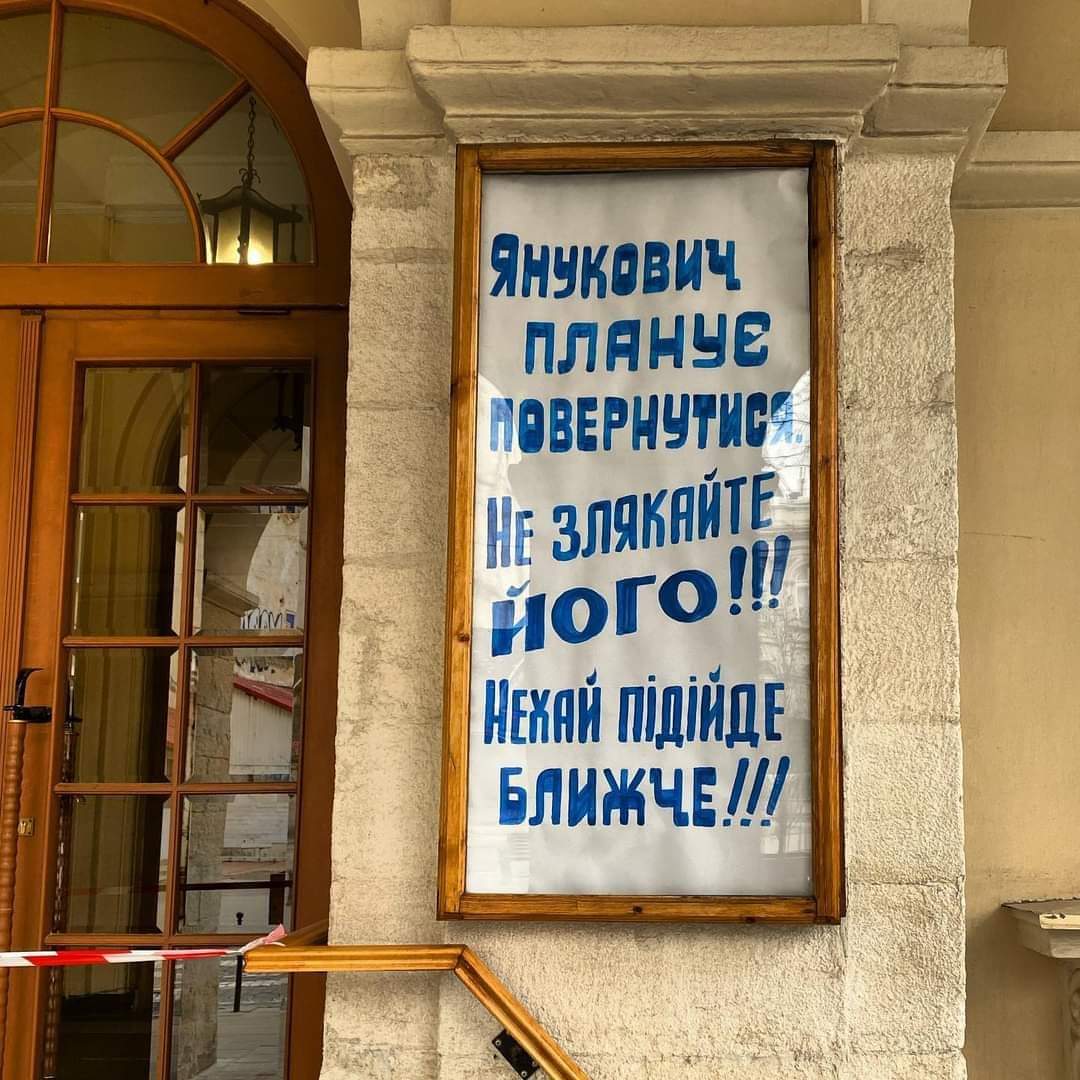 Янукович
планує
повернутися.
Не злякайте
його!!!
Нехай підійде
ближче!!!